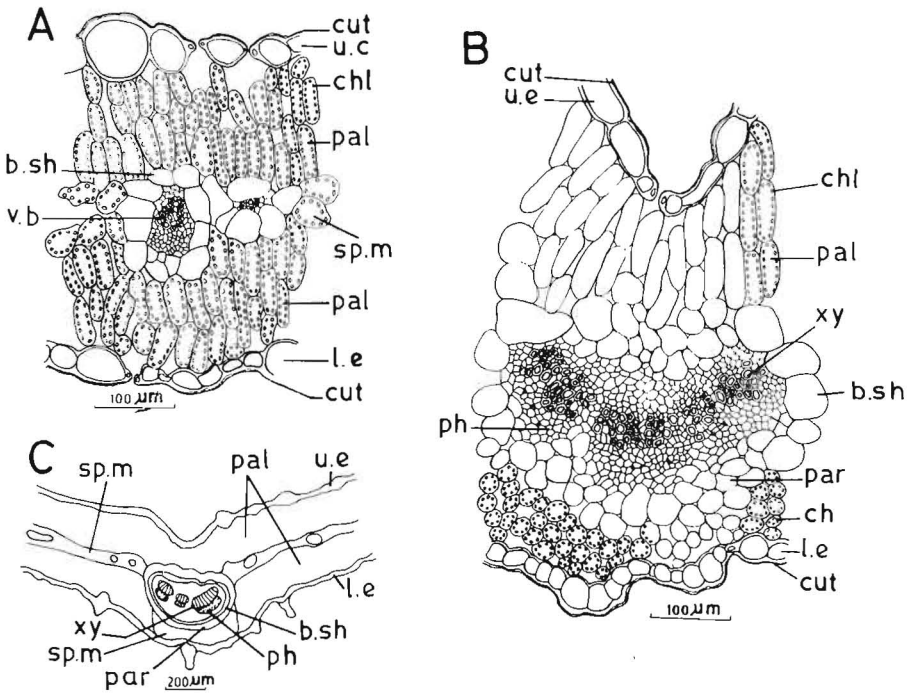 A
cut
u.c
chl
pal
b.sh
v.b
sp.m
pal
l.e
cut
100 µm
B
cut
u.e
chl
pal
xy
b.sh
ph
par
ch
l.e
cut
100 µm
C
sp.m
pal
u.e
l.e
xy
b.sh
sp.m
ph
par
200 µm